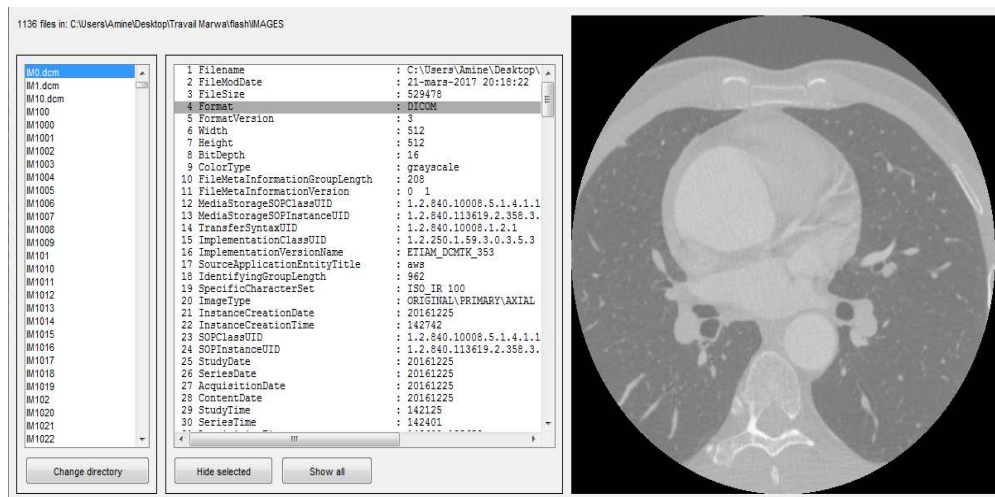 1136 files in: C:\Users\Amine\Desktop\Travail Marwa\flash\IMAGES
IM0.dcm
IM1.dcm
IM10.dcm
IM100
IM1000
IM1001
IM1002
IM1003
IM1004
IM1005
IM1006
IM1007
IM1008
IM1009
IM101
IM1010
IM1011
IM1012
IM1013
IM1014
IM1015
IM1016
IM1017
IM1018
IM1019
IM102
IM1020
IM1021
IM1022
Change directory
1 Filename : C:\Users\Amine\Desktop\
2 FileModDate : 21-mars-2017 20:18:22
3 FileSize : 529478
4 Format : DICOM
5 FormatVersion : 3
6 Width : 512
7 Height : 512
8 BitDepth : 16
9 ColorType : grayscale
10 FileMetaInformationGroupLength : 208
11 FileMetaInformationVersion : 0 1
12 MediaStorageSOPClassUID : 1.2.840.10008.5.1.4.1.1
13 MediaStorageSOPInstanceUID : 1.2.840.113619.2.358.3.
14 TransferSyntaxUID : 1.2.840.10008.1.2.1
15 ImplementationClassUID : 1.2.250.1.59.3.0.3.5.3
16 ImplementationVersionName : ETIAM_DCMTK_353
17 SourceApplicationEntityTitle : aws
18 IdentifyingGroupLength : 962
19 SpecificCharacterSet : ISO_IR 100
20 ImageType : ORIGINAL\PRIMARY\AXIAL
21 InstanceCreationDate : 20161225
22 InstanceCreationTime : 142742
23 SOPClassUID : 1.2.840.10008.5.1.4.1.1
24 SOPInstanceUID : 1.2.840.113619.2.358.3.
25 StudyDate : 20161225
26 SeriesDate : 20161225
27 AcquisitionDate : 20161225
28 ContentDate : 20161225
29 StudyTime : 142125
30 SeriesTime : 142401
Hide selected
Show all